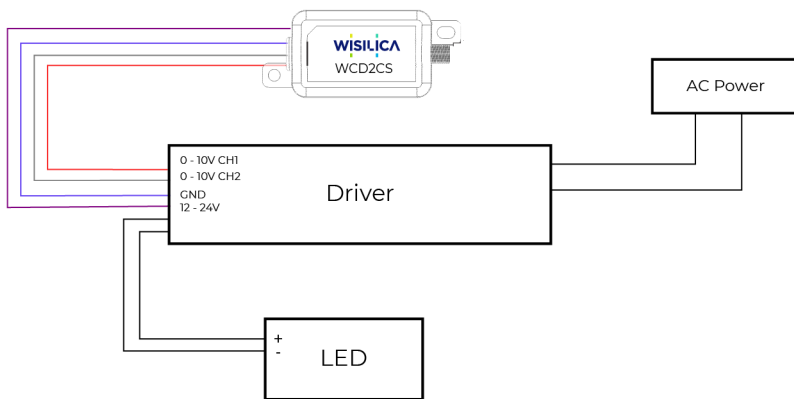 WISILICA
WCD2CS
AC Power
0 - 10V CH1
0 - 10V CH2
GND
12 - 24V
Driver
+
-
LED